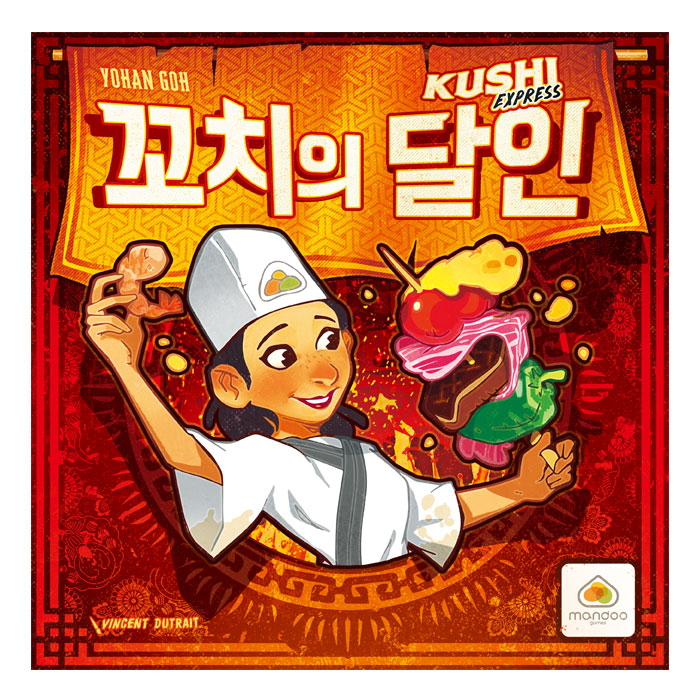 YOHAN GOH
KUSHI
EXPRESS
꼬치의 달인
VINCENT DUTRAIT
mandoo
games